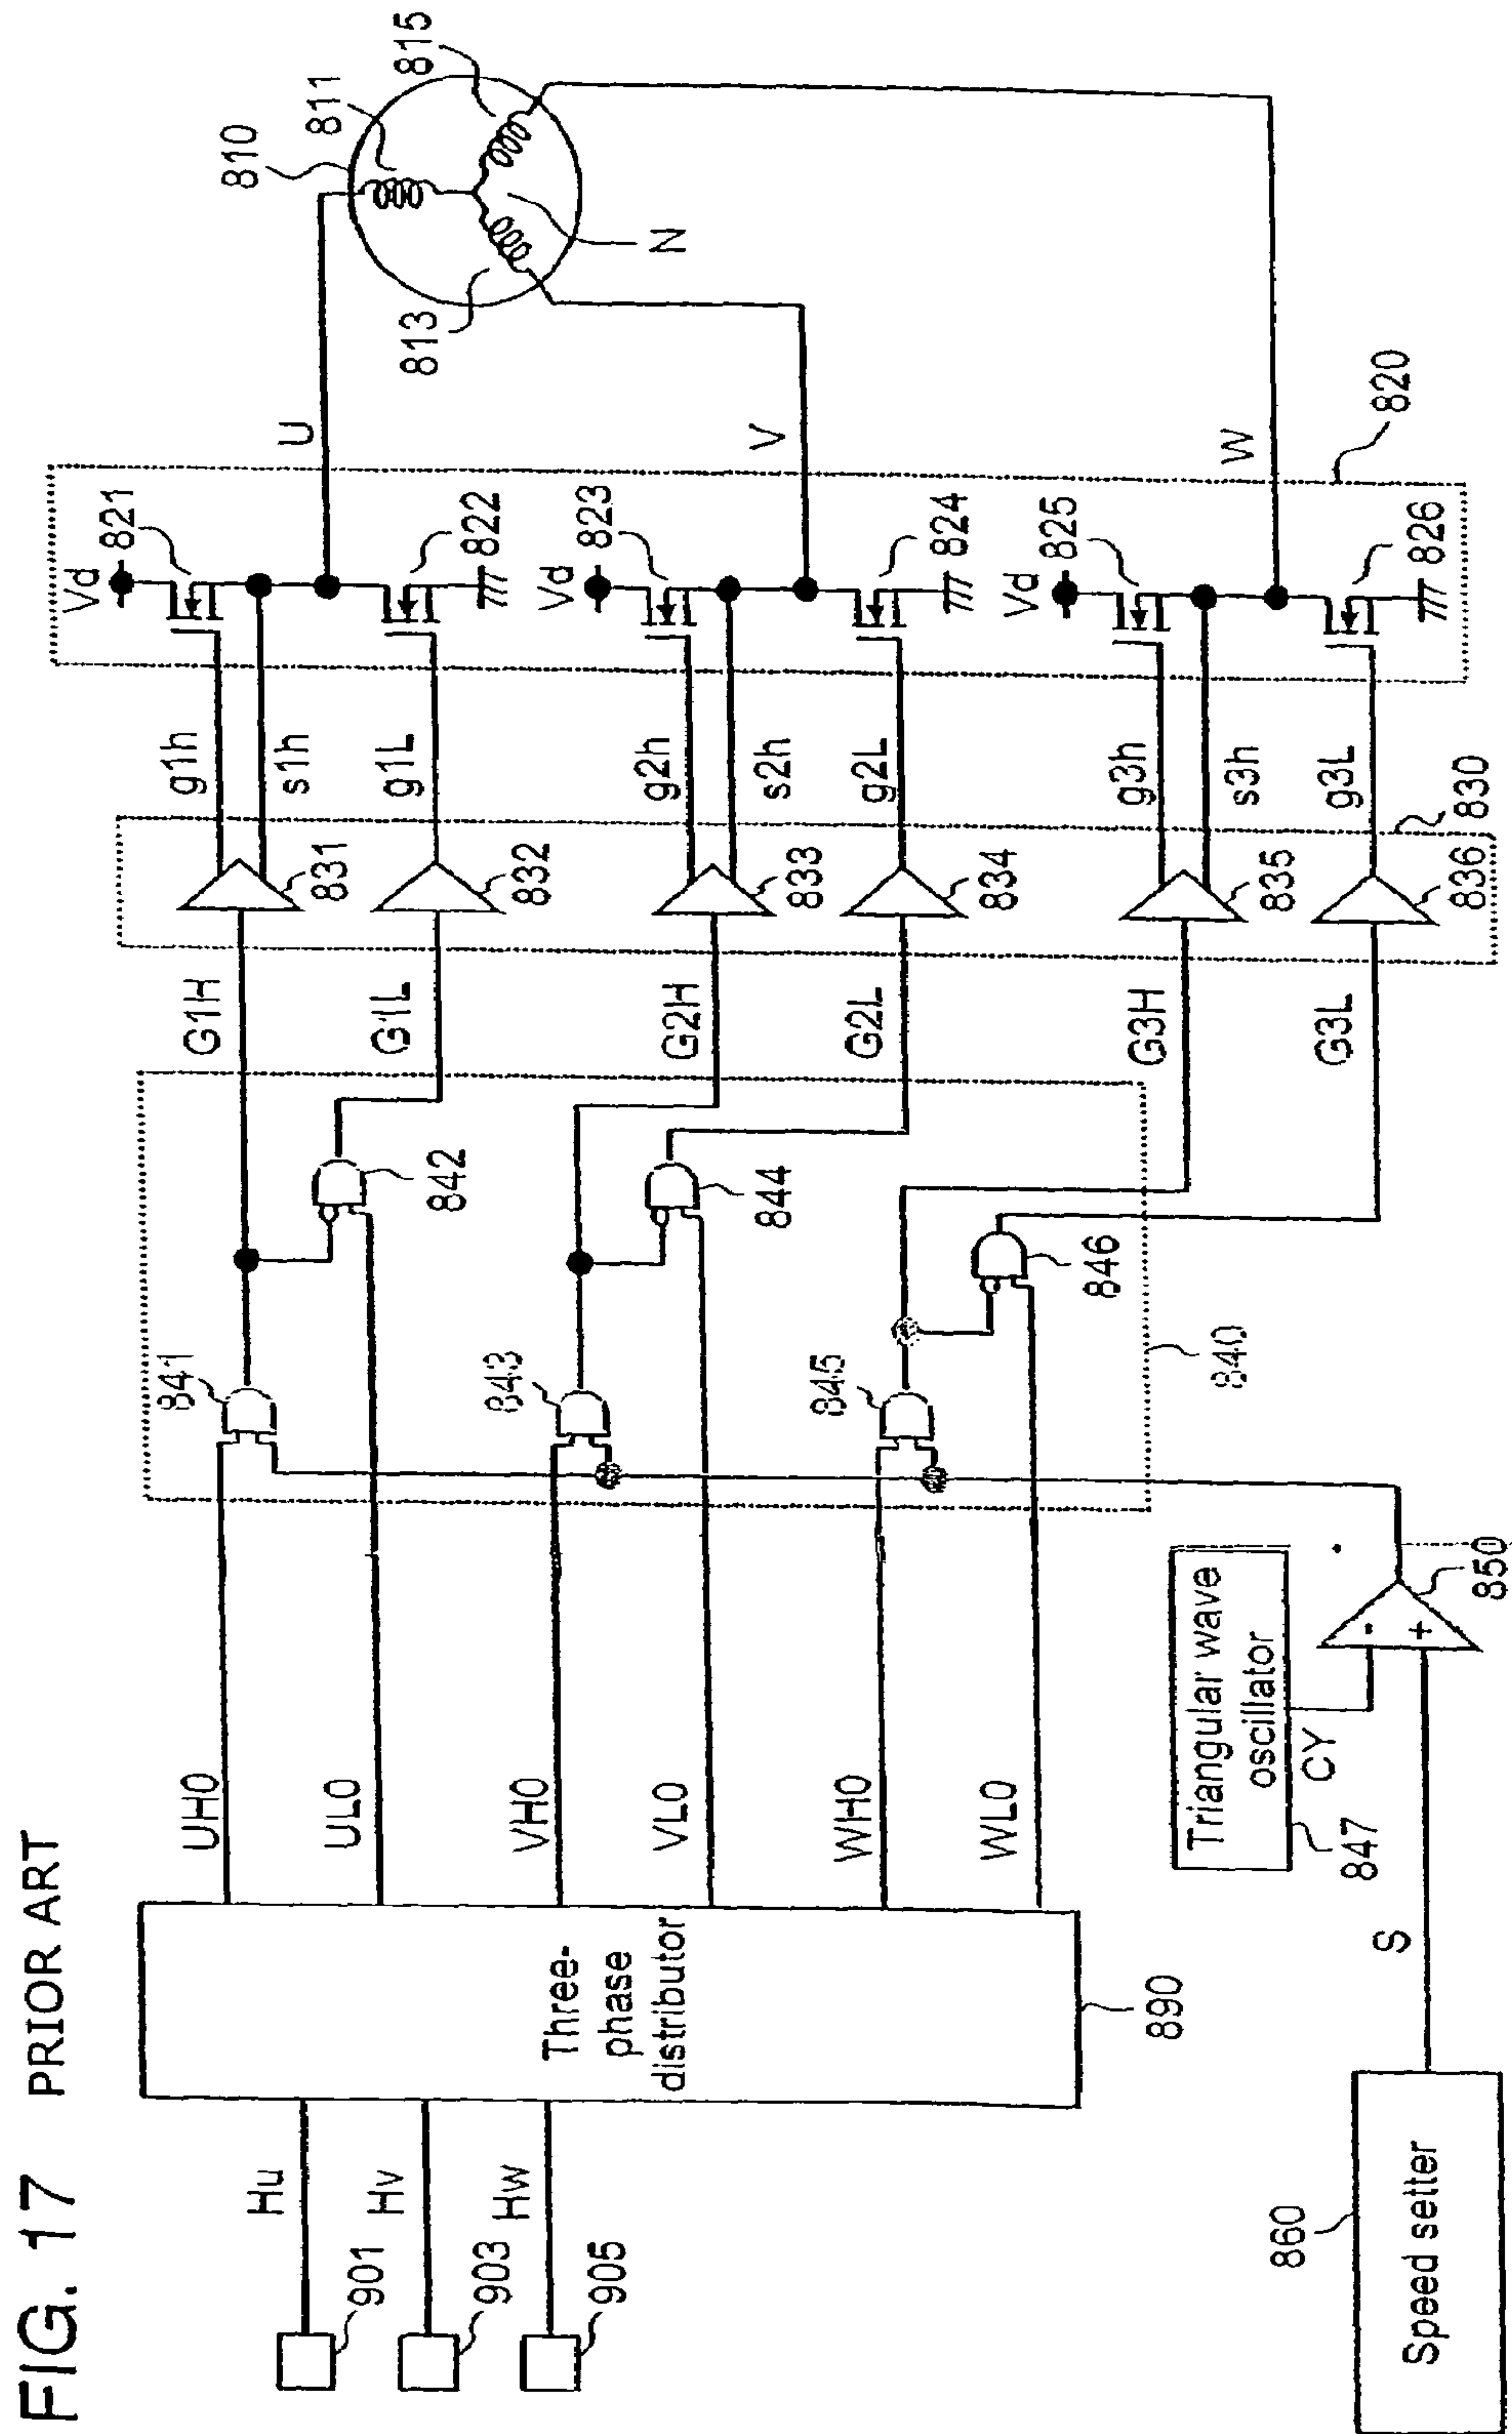 FIG. 17 PRIOR ART
901
903
905
Hu
Hv
Hw
Three-
phase
distributor
890
UH0
UL0
VH0
VL0
WH0
WL0
860
Speed setter
S
Triangular wave
oscillator
847
CY
-
+
850
841
842
843
844
845
846
840
G1H
G1L
G2H
G2L
G3H
G3L
831
832
833
834
835
836
830
g1h
s1h
g1L
g2h
s2h
g2L
g3h
s3h
g3L
Vd
821
822
Vd
823
824
Vd
825
826
820
U
V
W
810
811
813
815
N